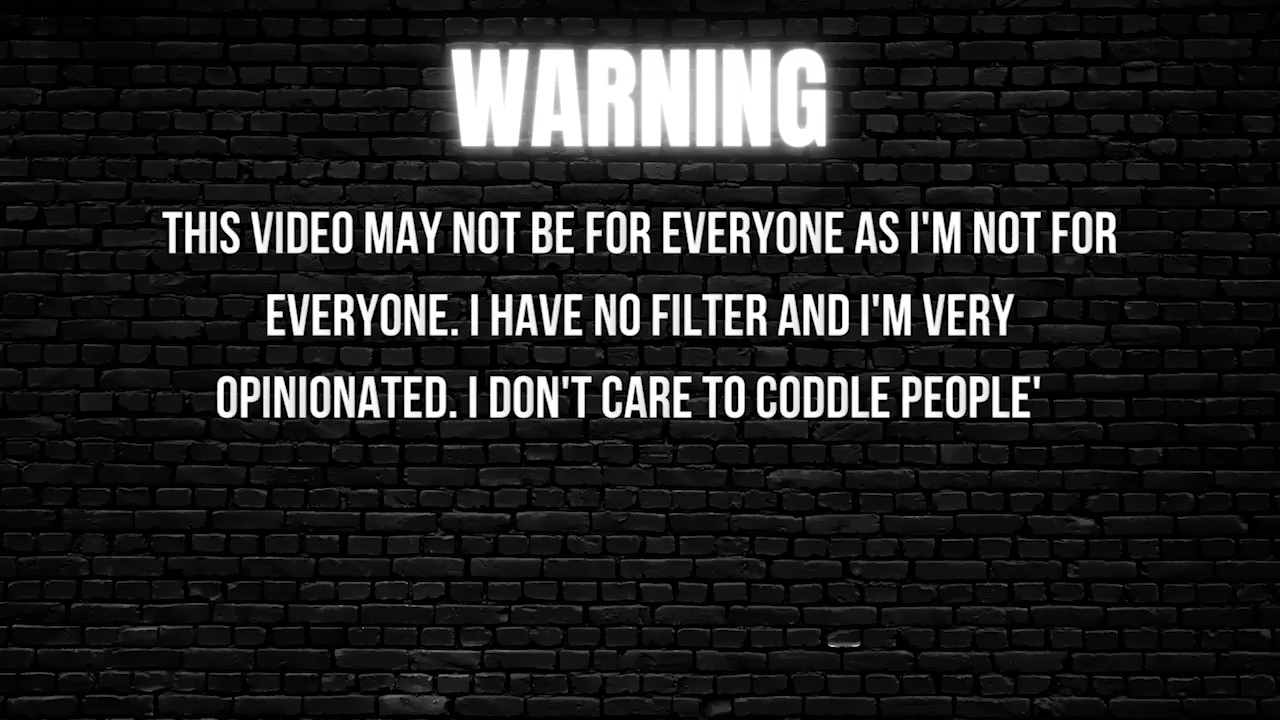 WARNING
THIS VIDEO MAY NOT BE FOR EVERYONE AS I'M NOT FOR
EVERYONE. I HAVE NO FILTER AND I'M VERY
OPINIONATED. I DON'T CARE TO CODDLE PEOPLE'